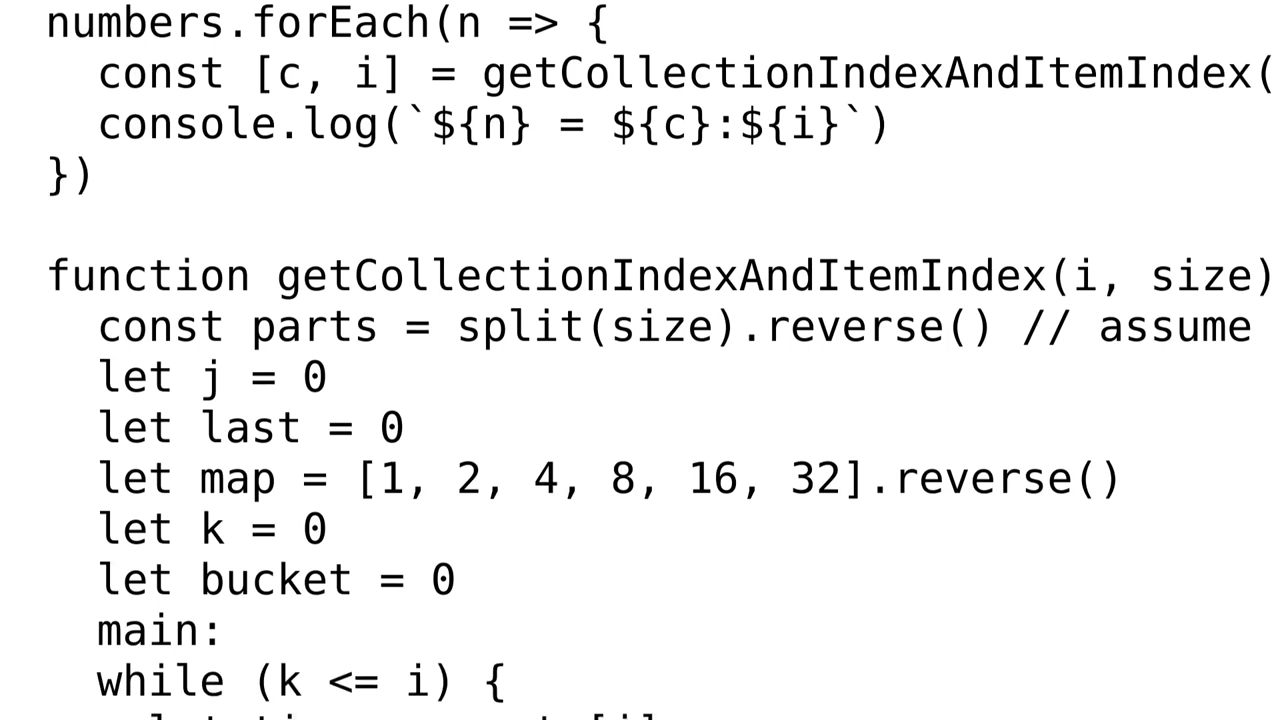 numbers.forEach(n => {
  const [c, i] = getCollectionIndexAndItemIndex(
  console.log(`${n} = ${c}:${i}`)
})

function getCollectionIndexAndItemIndex(i, size)
  const parts = split(size).reverse() // assume
  let j = 0
  let last = 0
  let map = [1, 2, 4, 8, 16, 32].reverse()
  let k = 0
  let bucket = 0
  main:
  while (k <= i) {